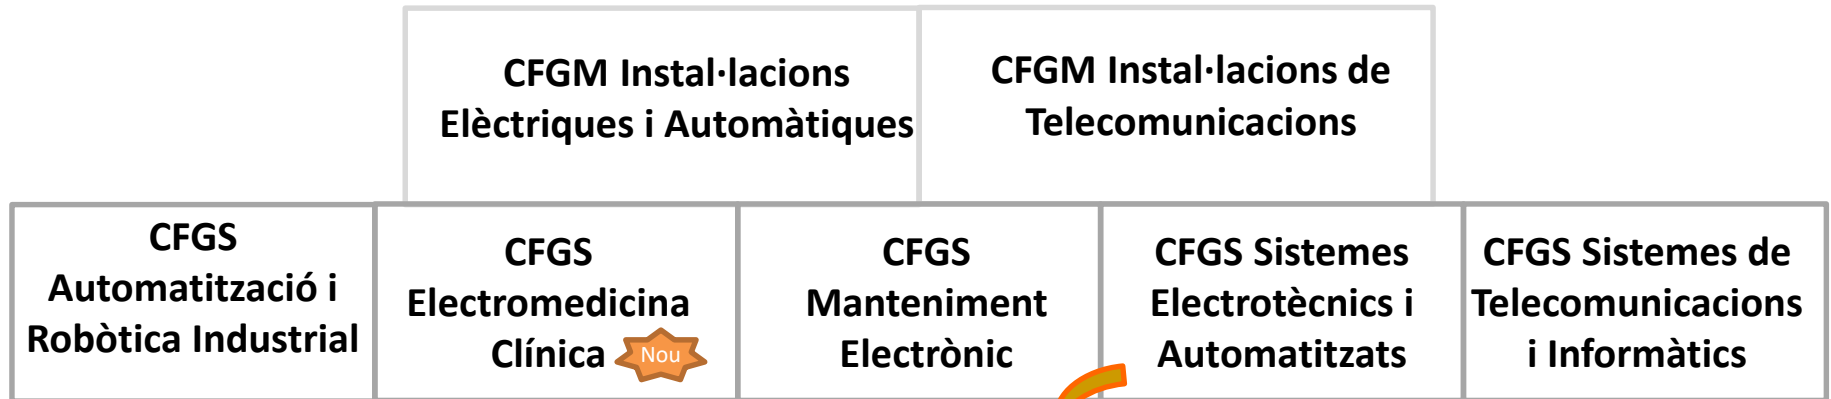 CFGM Instal·lacions
Elèctriques i Automàtiques
CFGM Instal·lacions de
Telecomunicacions
CFGS
Automatització i
Robòtica Industrial
CFGS
Electromedicina
Clínica
Nou
CFGS
Manteniment
Electrònic
CFGS Sistemes
Electrotècnics i
Automatitzats
CFGS Sistemes de
Telecomunicacions
i Informàtics